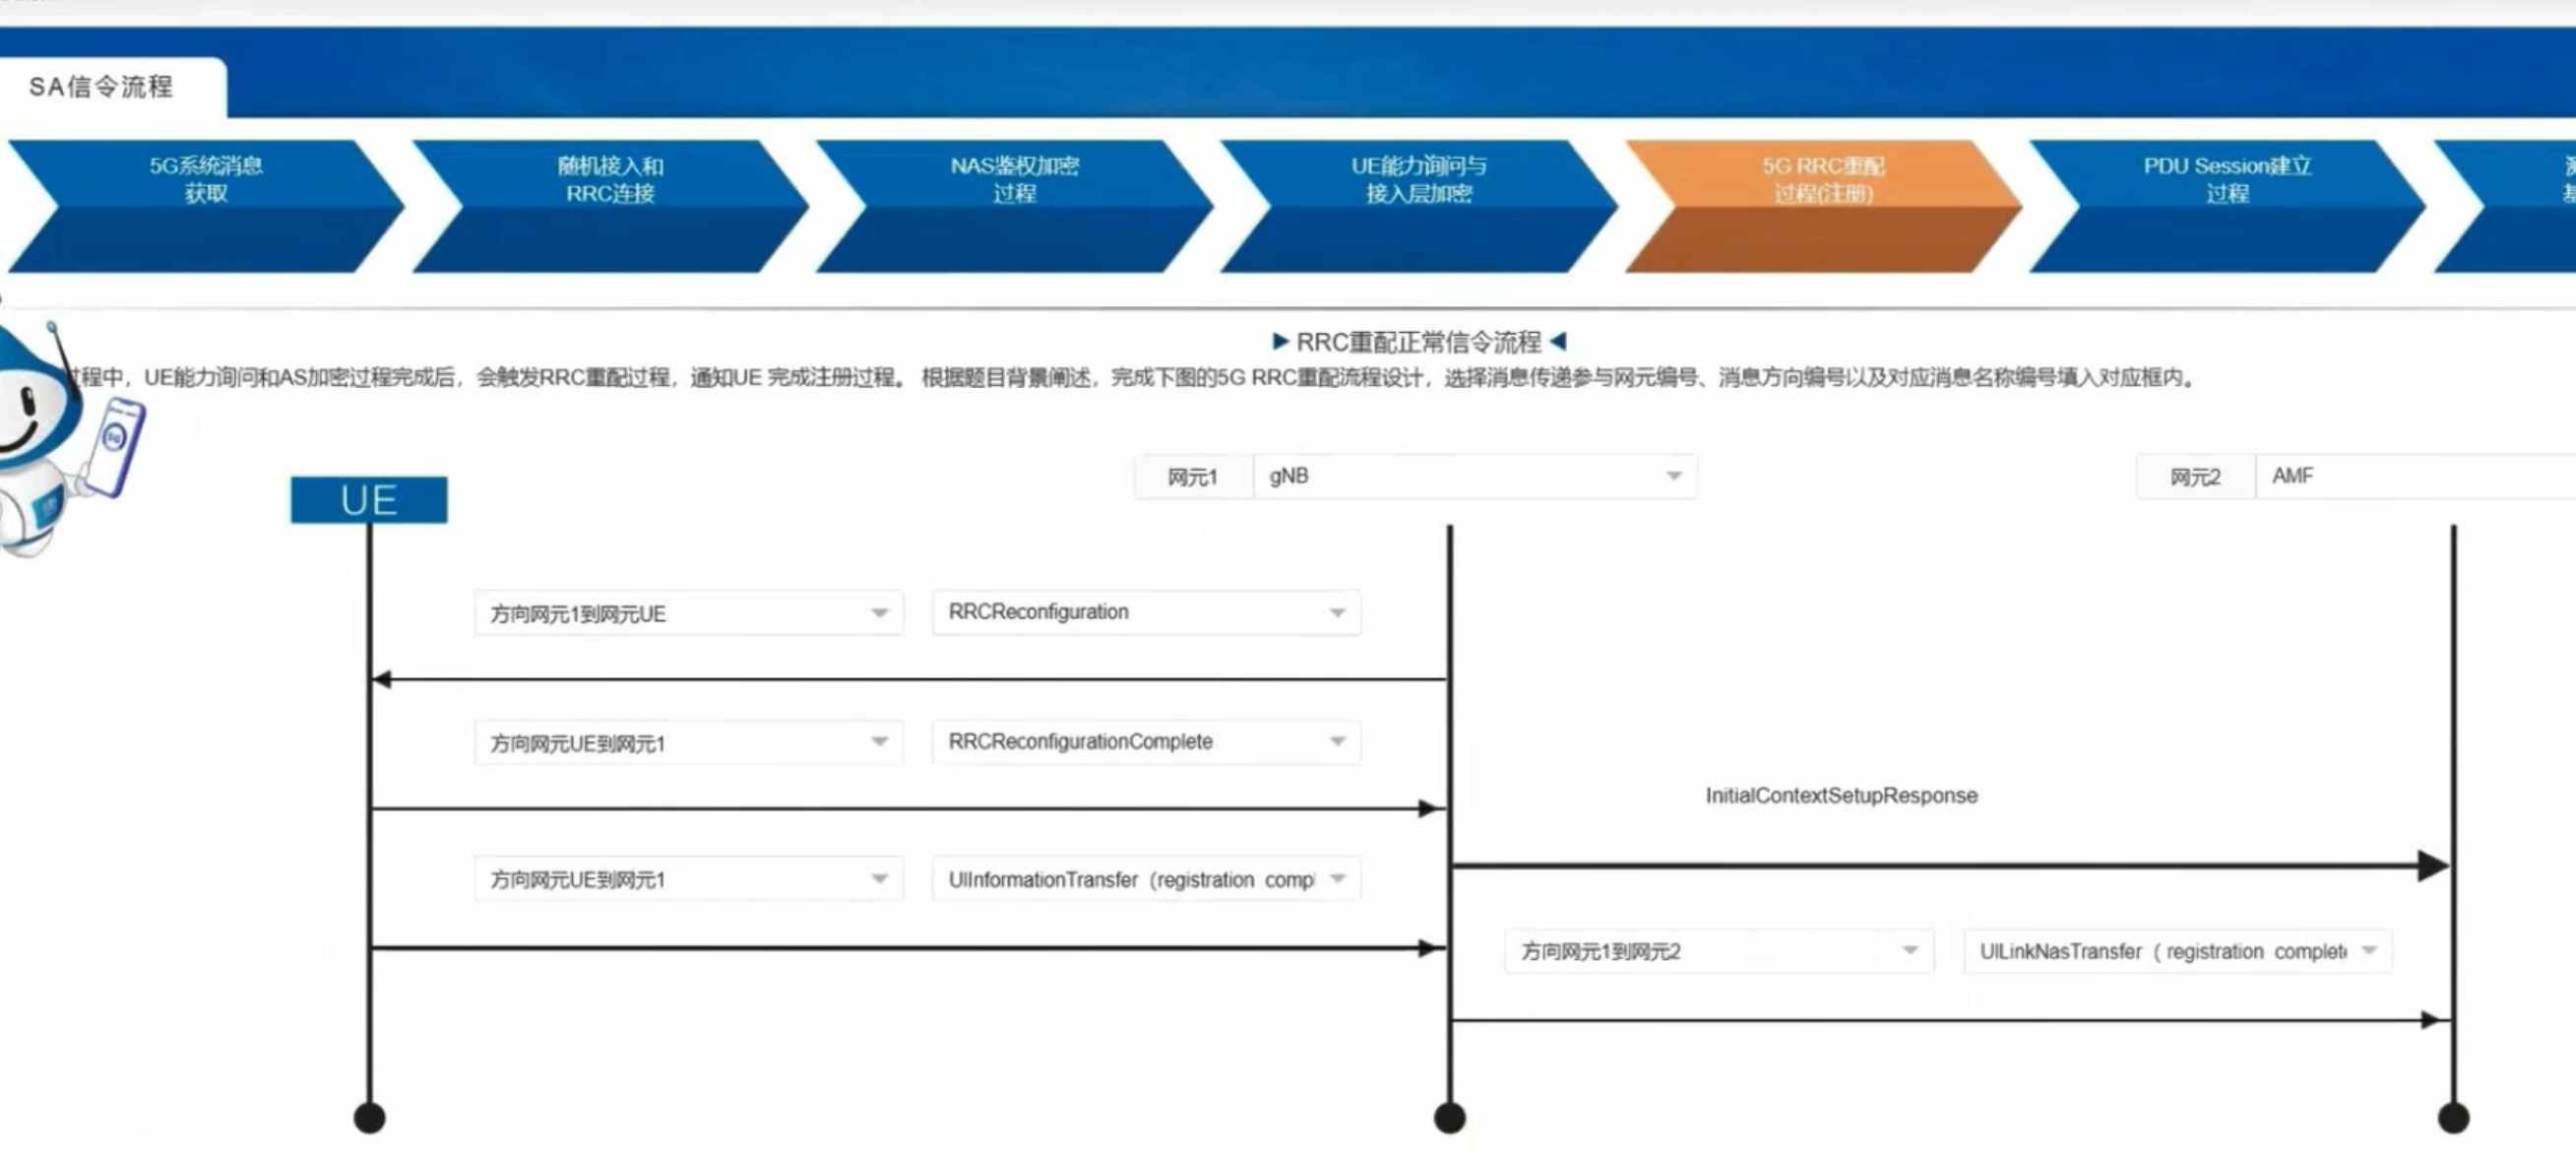 SA信令流程
5G系统消息
获取
随机接入和
RRC连接
NAS鉴权加密
过程
UE能力询问与
接入层加密
5G RRC重配
过程(注册)
PDU Session建立
过程
RRC重配正常信令流程
过程中，UE能力询问和AS加密过程完成后，会触发RRC重配过程，通知UE 完成注册过程。 根据题目背景阐述，完成下图的5G RRC重配流程设计，选择消息传递参与网元编号、消息方向编号以及对应消息名称编号填入对应框内。
5G
UE
网元1 gNB
网元2 AMF
方向网元1到网元UE RRCReconfiguration
方向网元UE到网元1 RRCReconfigurationComplete
InitialContextSetupResponse
方向网元UE到网元1 UlInformationTransfer（registration comp
方向网元1到网元2 UlLinkNasTransfer（ registration complet